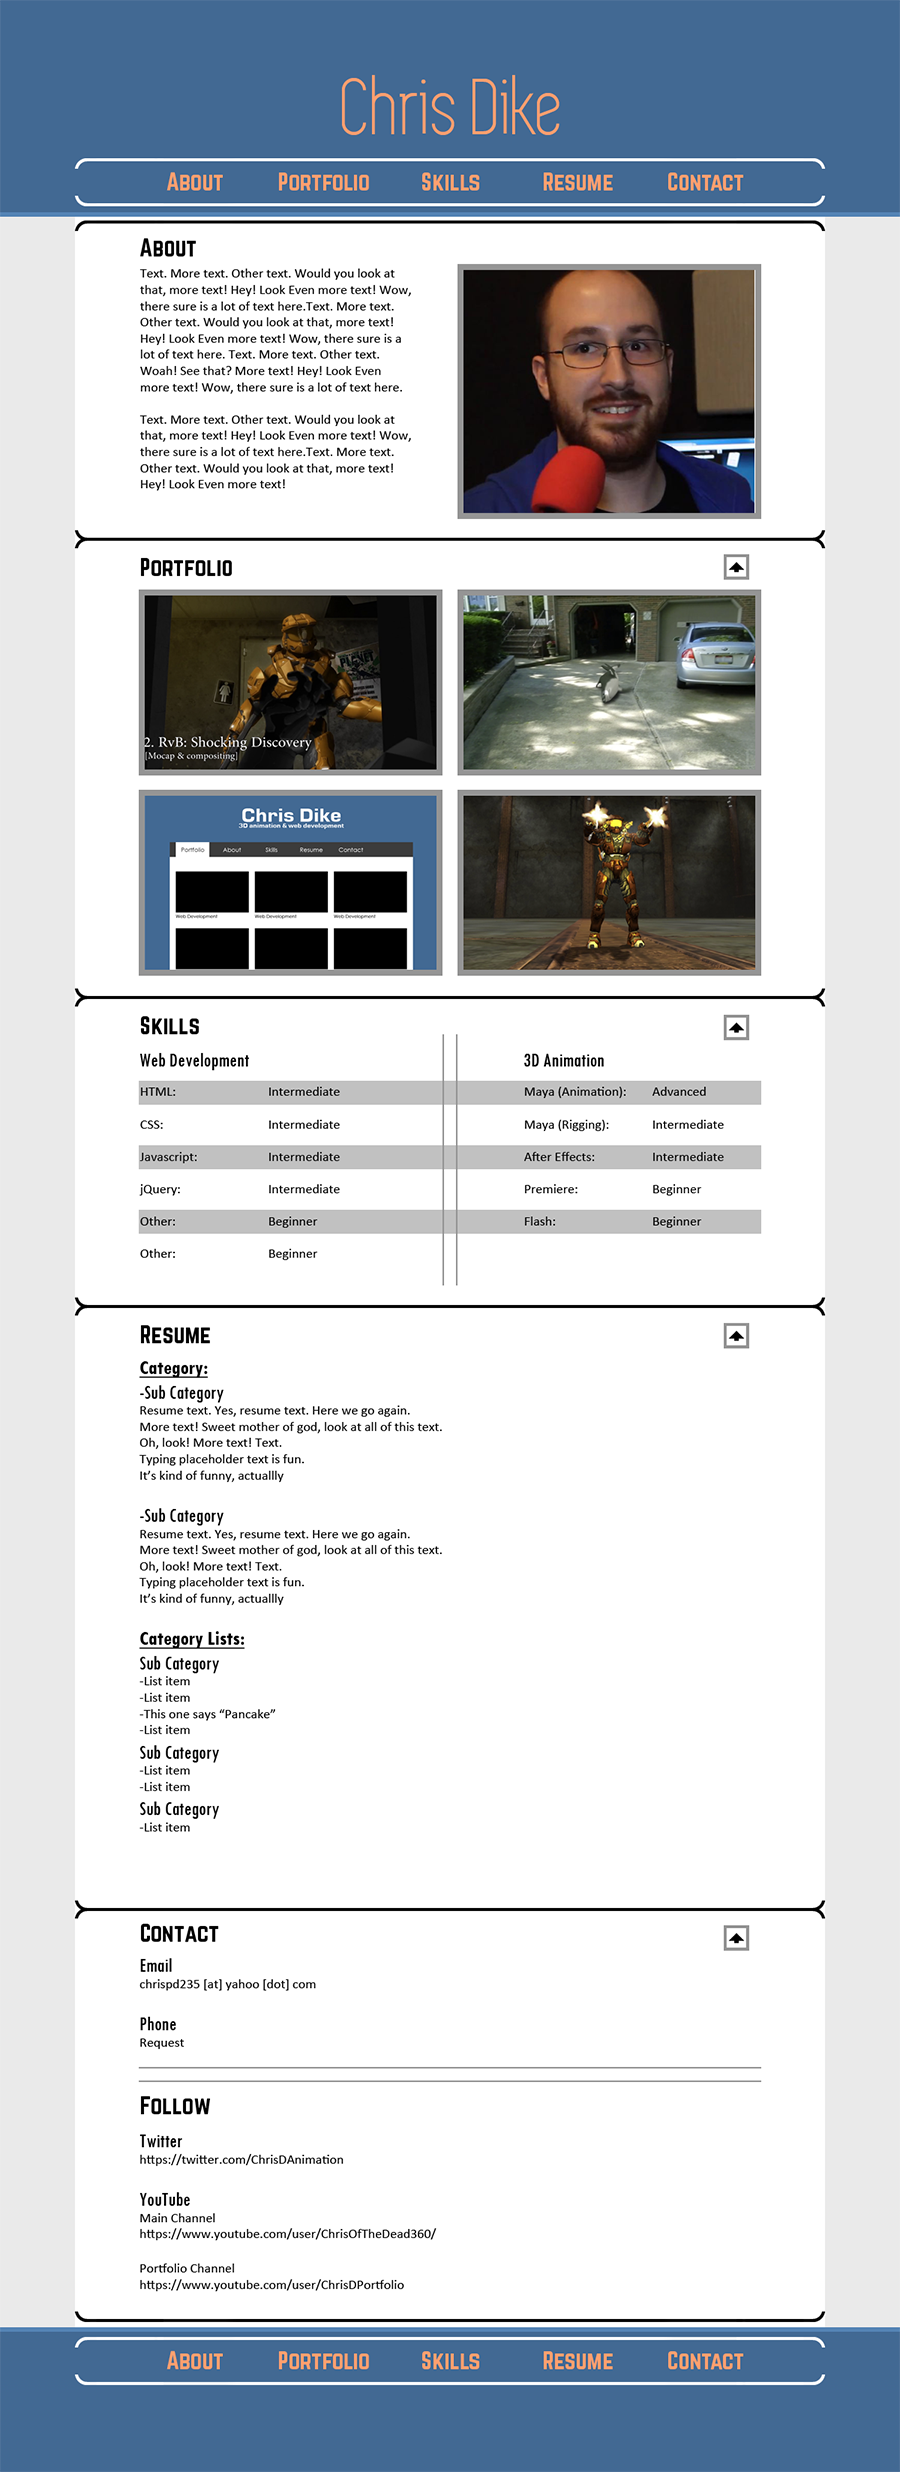 Chris Dike
About Portfolio Skills Resume Contact
About
Text. More text. Other text. Would you look at
that, more text! Hey! Look Even more text! Wow,
there sure is a lot of text here.Text. More text.
Other text. Would you look at that, more text!
Hey! Look Even more text! Wow, there sure is a
lot of text here. Text. More text. Other text.
Woah! See that? More text! Hey! Look Even
more text! Wow, there sure is a lot of text here.
Text. More text. Other text. Would you look at
that, more text! Hey! Look Even more text! Wow,
there sure is a lot of text here.Text. More text.
Other text. Would you look at that, more text!
Hey! Look Even more text!
Portfolio
PLANET
2. RvB: Shocking Discovery
[Mocap & compositing]
Chris Dike
3D animation & web development
Portfolio About Skills Resume Contact
Web Development Web Development Web Development
Skills
Web Development 3D Animation
HTML: Intermediate Maya (Animation): Advanced
CSS: Intermediate Maya (Rigging): Intermediate
Javascript: Intermediate After Effects: Intermediate
jQuery: Intermediate Premiere: Beginner
Other: Beginner Flash: Beginner
Other: Beginner
Resume
Category:
-Sub Category
Resume text. Yes, resume text. Here we go again.
More text! Sweet mother of god, look at all of this text.
Oh, look! More text! Text.
Typing placeholder text is fun.
It's kind of funny, actuallly
-Sub Category
Resume text. Yes, resume text. Here we go again.
More text! Sweet mother of god, look at all of this text.
Oh, look! More text! Text.
Typing placeholder text is fun.
It's kind of funny, actuallly
Category Lists:
Sub Category
-List item
-List item
-This one says “Pancake”
-List item
Sub Category
-List item
-List item
Sub Category
-List item
Contact
Email
chrispd235 [at] yahoo [dot] com
Phone
Request
Follow
Twitter
https://twitter.com/ChrisDAnimation
YouTube
Main Channel
https://www.youtube.com/user/ChrisOfTheDead360/
Portfolio Channel
https://www.youtube.com/user/ChrisDPortfolio
About Portfolio Skills Resume Contact